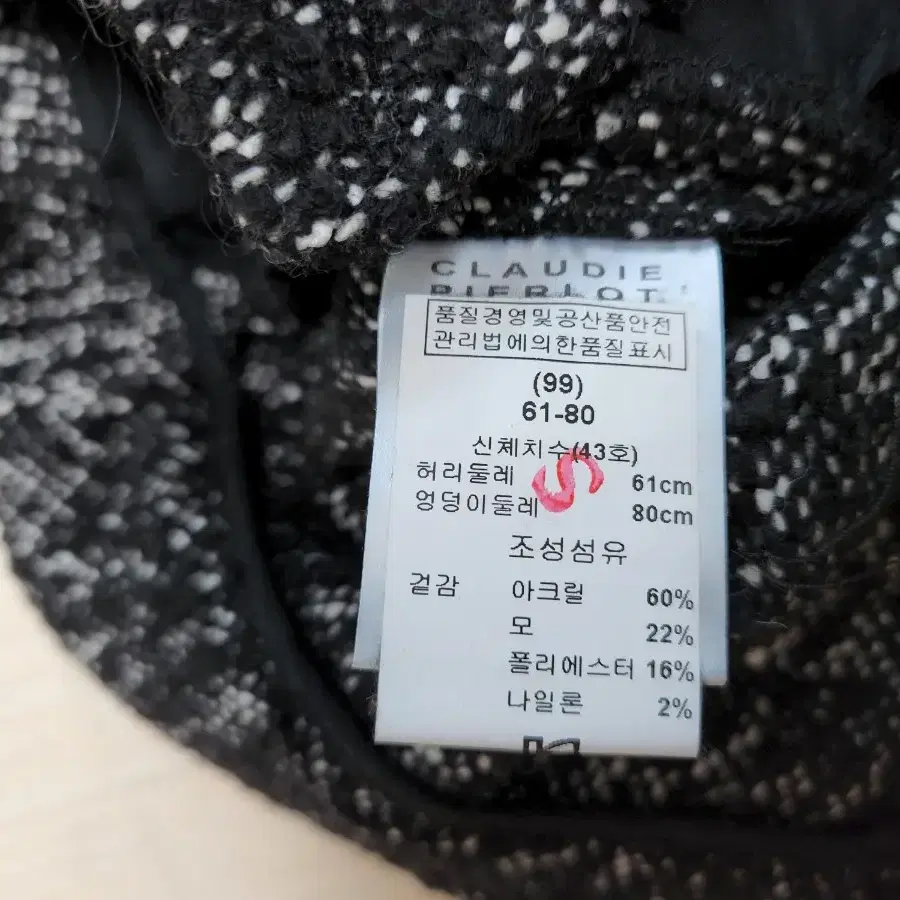 CLAUDIE
PIERLOT
품질경영및공산품안전
관리법에의한품질표시
(99)
61-80
신체치수(43호)
허리둘레 61cm
엉덩이둘레 80cm
S
조성섬유
겉감 아크릴 60%
모 22%
폴리에스터 16%
나일론 2%